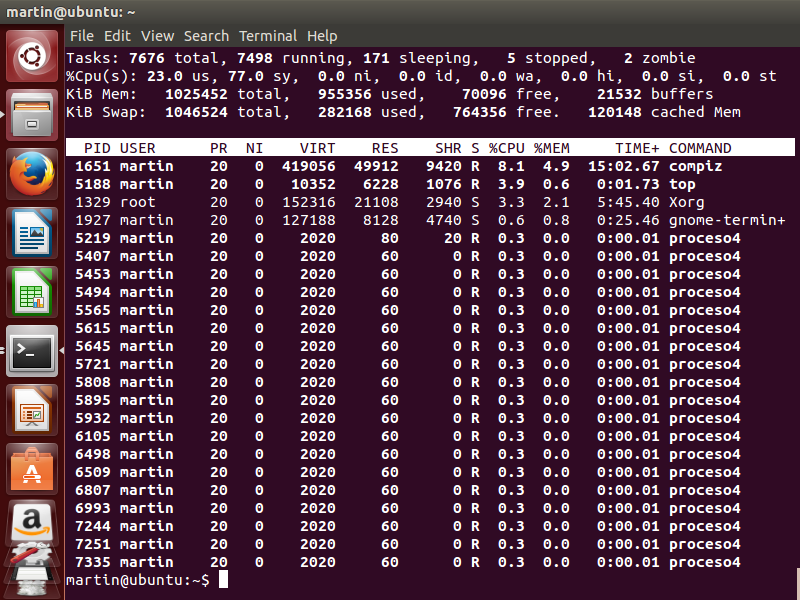 martin@ubuntu: ~
File Edit View Search Terminal Help
Tasks: 7676 total, 7498 running, 171 sleeping,   5 stopped,   2 zombie
%Cpu(s): 23.0 us, 77.0 sy,  0.0 ni,  0.0 id,  0.0 wa,  0.0 hi,  0.0 si,  0.0 st
KiB Mem:   1025452 total,   955356 used,    70096 free,    21532 buffers
KiB Swap:  1046524 total,   282168 used,   764356 free.   120148 cached Mem
PID USER      PR  NI    VIRT    RES    SHR S %CPU %MEM     TIME+ COMMAND
1651 martin    20   0  419056  49912   9420 R  8.1  4.9  15:02.67 compiz
5188 martin    20   0   10352   6228   1076 R  3.9  0.6   0:01.73 top
1329 root      20   0  152316  21108   2940 S  3.3  2.1   5:45.40 Xorg
1927 martin    20   0  127188   8128   4740 S  0.6  0.8   0:25.46 gnome-termin+
5219 martin    20   0    2020     80     20 R  0.3  0.0   0:00.01 proceso4
5407 martin    20   0    2020     60      0 R  0.3  0.0   0:00.01 proceso4
5453 martin    20   0    2020     60      0 R  0.3  0.0   0:00.01 proceso4
5494 martin    20   0    2020     60      0 R  0.3  0.0   0:00.01 proceso4
5565 martin    20   0    2020     60      0 R  0.3  0.0   0:00.01 proceso4
5615 martin    20   0    2020     60      0 R  0.3  0.0   0:00.01 proceso4
5645 martin    20   0    2020     60      0 R  0.3  0.0   0:00.01 proceso4
5721 martin    20   0    2020     60      0 R  0.3  0.0   0:00.01 proceso4
5808 martin    20   0    2020     60      0 R  0.3  0.0   0:00.01 proceso4
5895 martin    20   0    2020     60      0 R  0.3  0.0   0:00.01 proceso4
5932 martin    20   0    2020     60      0 R  0.3  0.0   0:00.01 proceso4
6105 martin    20   0    2020     60      0 R  0.3  0.0   0:00.01 proceso4
6498 martin    20   0    2020     60      0 R  0.3  0.0   0:00.01 proceso4
6509 martin    20   0    2020     60      0 R  0.3  0.0   0:00.01 proceso4
6807 martin    20   0    2020     60      0 R  0.3  0.0   0:00.01 proceso4
6993 martin    20   0    2020     60      0 R  0.3  0.0   0:00.01 proceso4
7244 martin    20   0    2020     60      0 R  0.3  0.0   0:00.01 proceso4
7251 martin    20   0    2020     60      0 R  0.3  0.0   0:00.01 proceso4
7335 martin    20   0    2020     60      0 R  0.3  0.0   0:00.01 proceso4
martin@ubuntu:~$